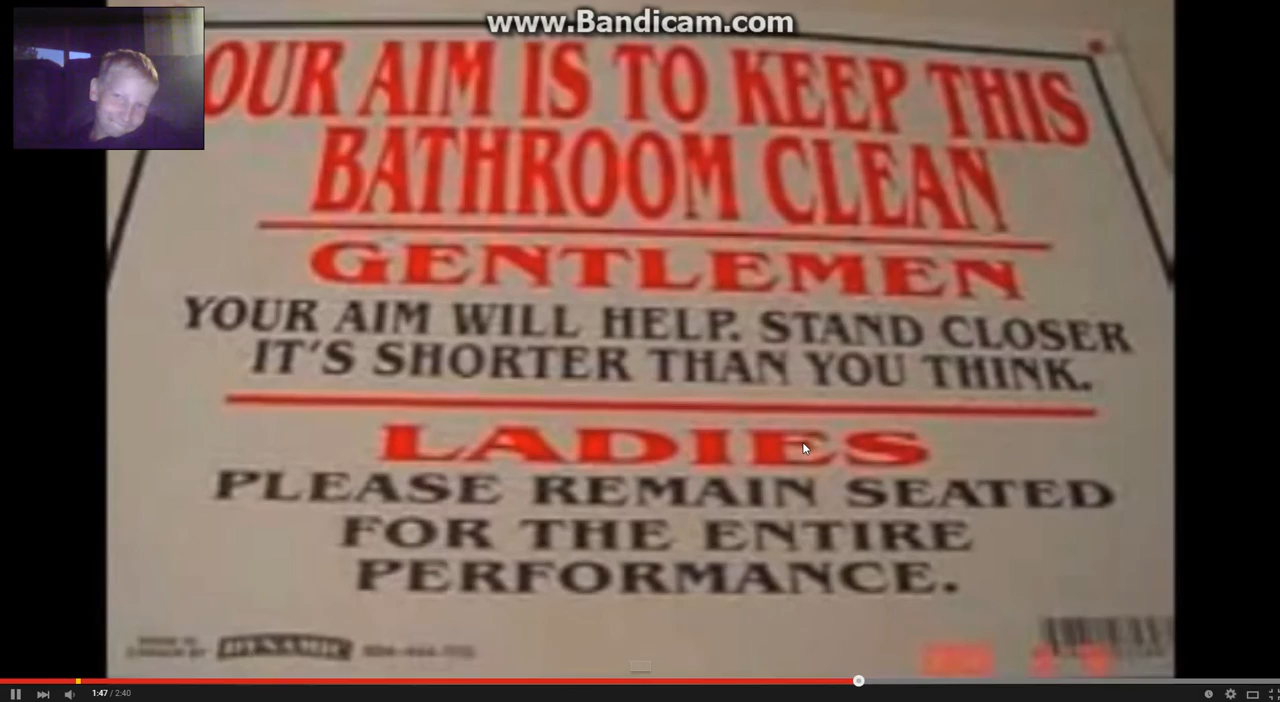 www.Bandicam.com
OUR AIM IS TO KEEP THIS
BATHROOM CLEAN
GENTLEMEN
YOUR AIM WILL HELP. STAND CLOSER
IT'S SHORTER THAN YOU THINK.
LADIES
PLEASE REMAIN SEATED
FOR THE ENTIRE
PERFORMANCE.
DYNAMIC
1:47 / 2:40